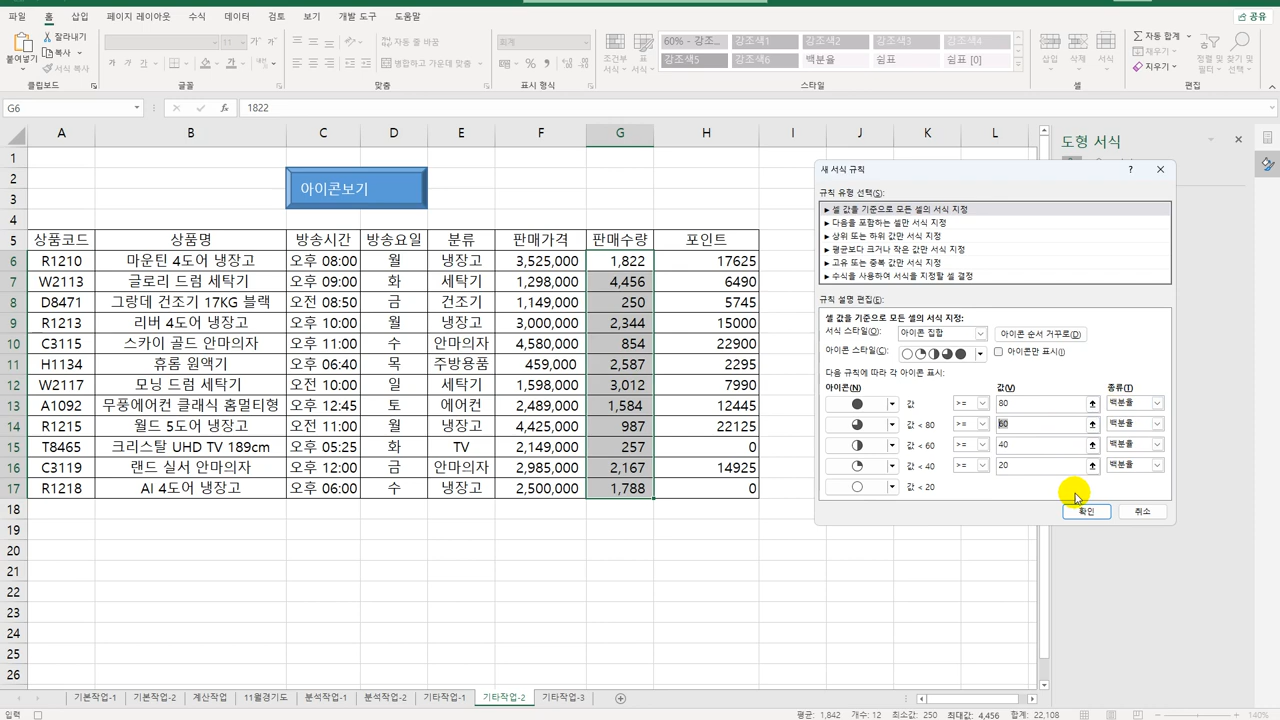 파일 홈 삽입 페이지 레이아웃 수식 데이터 검토 보기 개발 도구 도움말 공유
붙여넣기 잘라내기 복사 서식 복사 11 가 가 자동 줄 바꿈 병합하고 가운데 맞춤 회계 조건부 서식 표 서식 60% - 강조... 강조색1 강조색2 강조색3 강조색4 삽입 삭제 서식 자동 합계
강조색5 강조색6 백분율 쉼표 쉼표 [0] 채우기 지우기 정렬 및 필터 찾기 및 선택
클립보드 글꼴 맞춤 표시 형식 스타일 셀 편집
G6 fx 1822
A B C D E F G H I J K L
도형 서식
1
2
3
아이콘보기
4
5 상품코드 상품명 방송시간 방송요일 분류 판매가격 판매수량 포인트
6 R1210 마운틴 4도어 냉장고 오후 08:00 월 냉장고 3,525,000 1,822 17625
7 W2113 글로리 드럼 세탁기 오후 09:00 화 세탁기 1,298,000 4,456 6490
8 D8471 그랑데 건조기 17KG 블랙 오전 08:50 금 건조기 1,149,000 250 5745
9 R1213 리버 4도어 냉장고 오후 10:00 월 냉장고 3,000,000 2,344 15000
10 C3115 스카이 골드 안마의자 오후 11:00 수 안마의자 4,580,000 854 22900
11 H1134 휴롬 원액기 오후 06:40 목 주방용품 459,000 2,587 2295
12 W2117 모닝 드럼 세탁기 오전 10:00 일 세탁기 1,598,000 3,012 7990
13 A1092 무풍에어컨 클래식 홈멀티형 오후 12:45 토 에어컨 2,489,000 1,584 12445
14 R1215 월드 5도어 냉장고 오전 11:00 월 냉장고 4,425,000 987 22125
15 T8465 크리스탈 UHD TV 189cm 오후 05:25 화 TV 2,149,000 257 0
16 C3119 랜드 실서 안마의자 오후 12:00 금 안마의자 2,985,000 2,167 14925
17 R1218 AI 4도어 냉장고 오후 06:00 수 냉장고 2,500,000 1,788 0
18
19
20
21
22
23
24
25
26
새 서식 규칙 ?
규칙 유형 선택(S):
► 셀 값을 기준으로 모든 셀의 서식 지정
► 다음을 포함하는 셀만 서식 지정
► 상위 또는 하위 값만 서식 지정
► 평균보다 크거나 작은 값만 서식 지정
► 고유 또는 중복 값만 서식 지정
► 수식을 사용하여 서식을 지정할 셀 결정
규칙 설명 편집(E):
셀 값을 기준으로 모든 셀의 서식 지정:
서식 스타일(O): 아이콘 집합 아이콘 순서 거꾸로(D)
아이콘 스타일(C): 아이콘만 표시(I)
다음 규칙에 따라 각 아이콘 표시:
아이콘(N) 값(V) 종류(T)
값 >= 80 백분율
값 < 80 >= 60 백분율
값 < 60 >= 40 백분율
값 < 40 >= 20 백분율
값 < 20
확인 취소
기본작업-1 기본작업-2 계산작업 11월경기도 분석작업-1 분석작업-2 기타작업-1 기타작업-2 기타작업-3
입력 평균: 1,842 개수: 12 최소값: 250 최대값: 4,456 합계: 22,108 140%